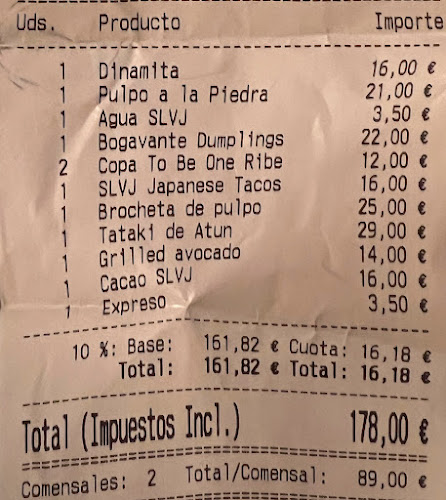 Uds. Producto Importe
1 Dinamita 16,00 €
1 Pulpo a la Piedra 21,00 €
1 Agua SLVJ 3,50 €
1 Bogavante Dumplings 22,00 €
2 Copa To Be One Ribe 12,00 €
1 SLVJ Japanese Tacos 16,00 €
1 Brocheta de pulpo 25,00 €
1 Tataki de Atun 29,00 €
1 Grilled avocado 14,00 €
1 Cacao SLVJ 16,00 €
1 Expreso 3,50 €
10 %: Base: 161,82 € Cuota: 16,18 €
Total: 161,82 € Total: 16,18 €
Total (Impuestos Incl.) 178,00 €
Comensales: 2 Total/Comensal: 89,00 €